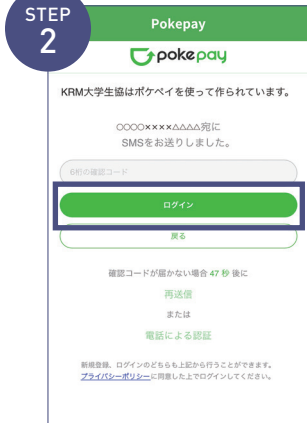 STEP
2
Pokepay
pokepay
KRM大学生協はポケペイを使って作られています。
○○○○××××△△△△宛に
SMSをお送りしました。
6桁の確認コード
ログイン
戻る
確認コードが届かない場合 47 秒 後に
再送信
または
電話による認証
新規登録、ログインのどちらも上記から行うことができます。
プライバシーポリシーに同意した上でログインしてください。